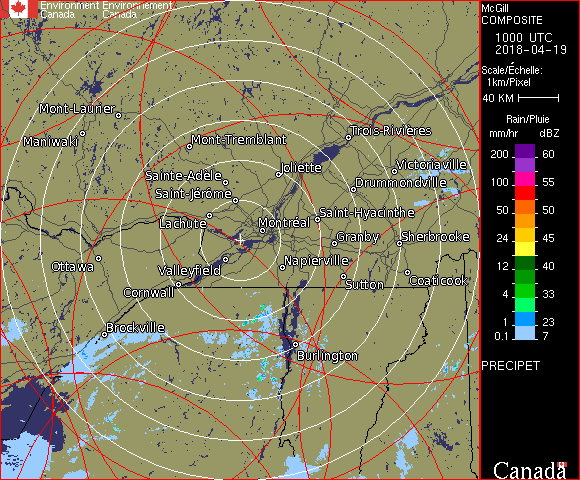 Environment Environnement
Canada Canada
Mont-Laurier
Maniwaki
Mont-Tremblant
Trois-Rivières
Sainte-Adèle
Joliette
Victoriaville
Saint-Jérôme
Drummondville
Lachute
Montréal
Saint-Hyacinthe
Granby
Sherbrooke
Ottawa
Valleyfield
Napierville
Cornwall
Sutton
Coaticook
Brockville
Burlington
McGill
COMPOSITE
1000 UTC
2018-04-19
Scale/Échelle:
1km/Pixel
40 KM
Rain/Pluie
mm/hr dBZ
200 60
100 55
50 50
24 45
12 40
4 33
1 23
0.1 7
PRECIPET
Canada